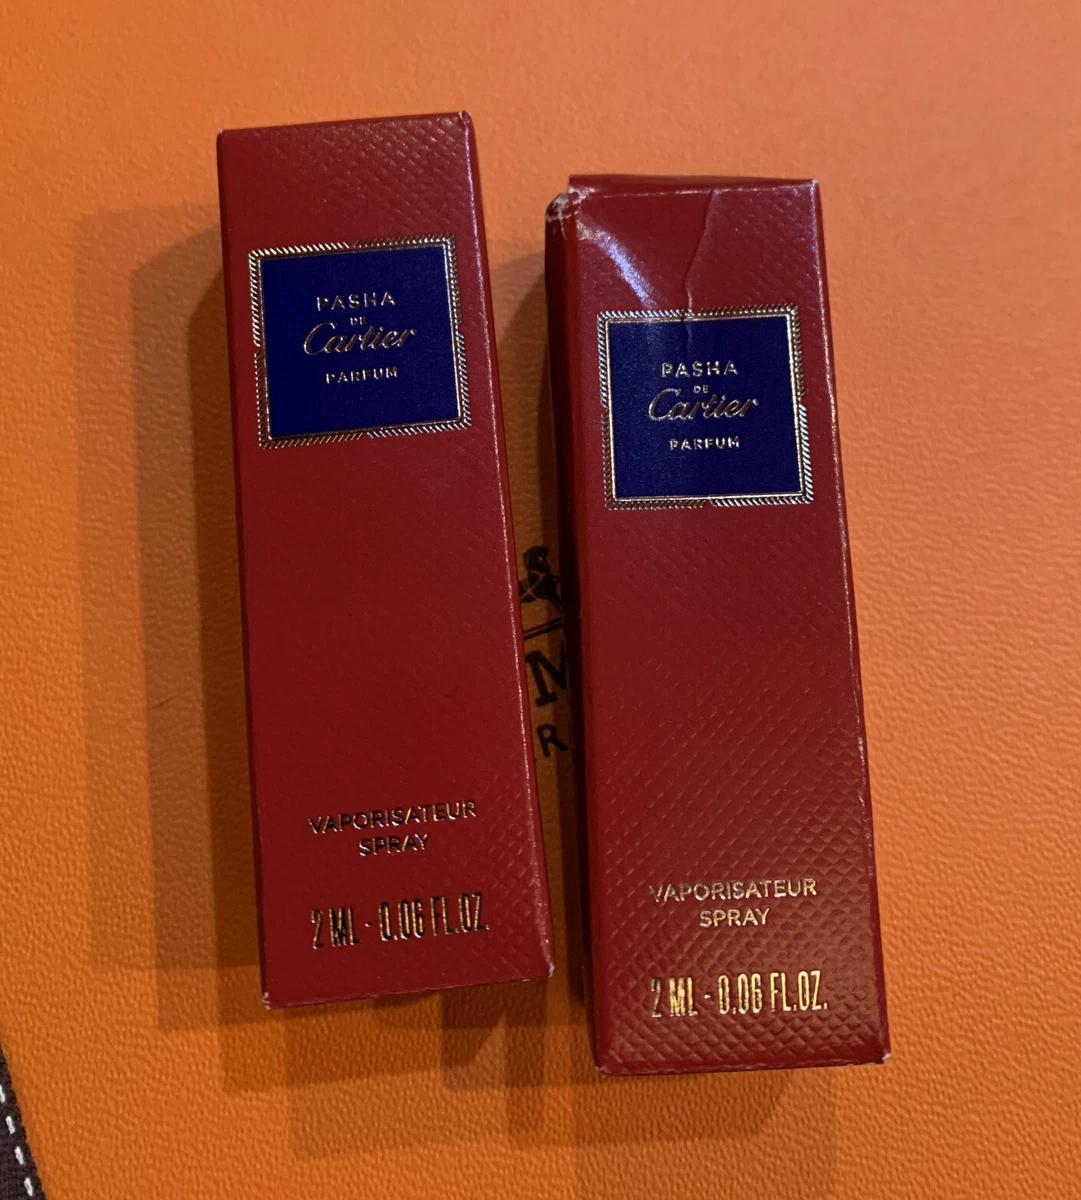 PASHA
DE
Cartier
PARFUM
VAPORISATEUR
SPRAY
2 ML - 0.06 FL.OZ.
PASHA
DE
Cartier
PARFUM
VAPORISATEUR
SPRAY
2 ML - 0.06 FL.OZ.